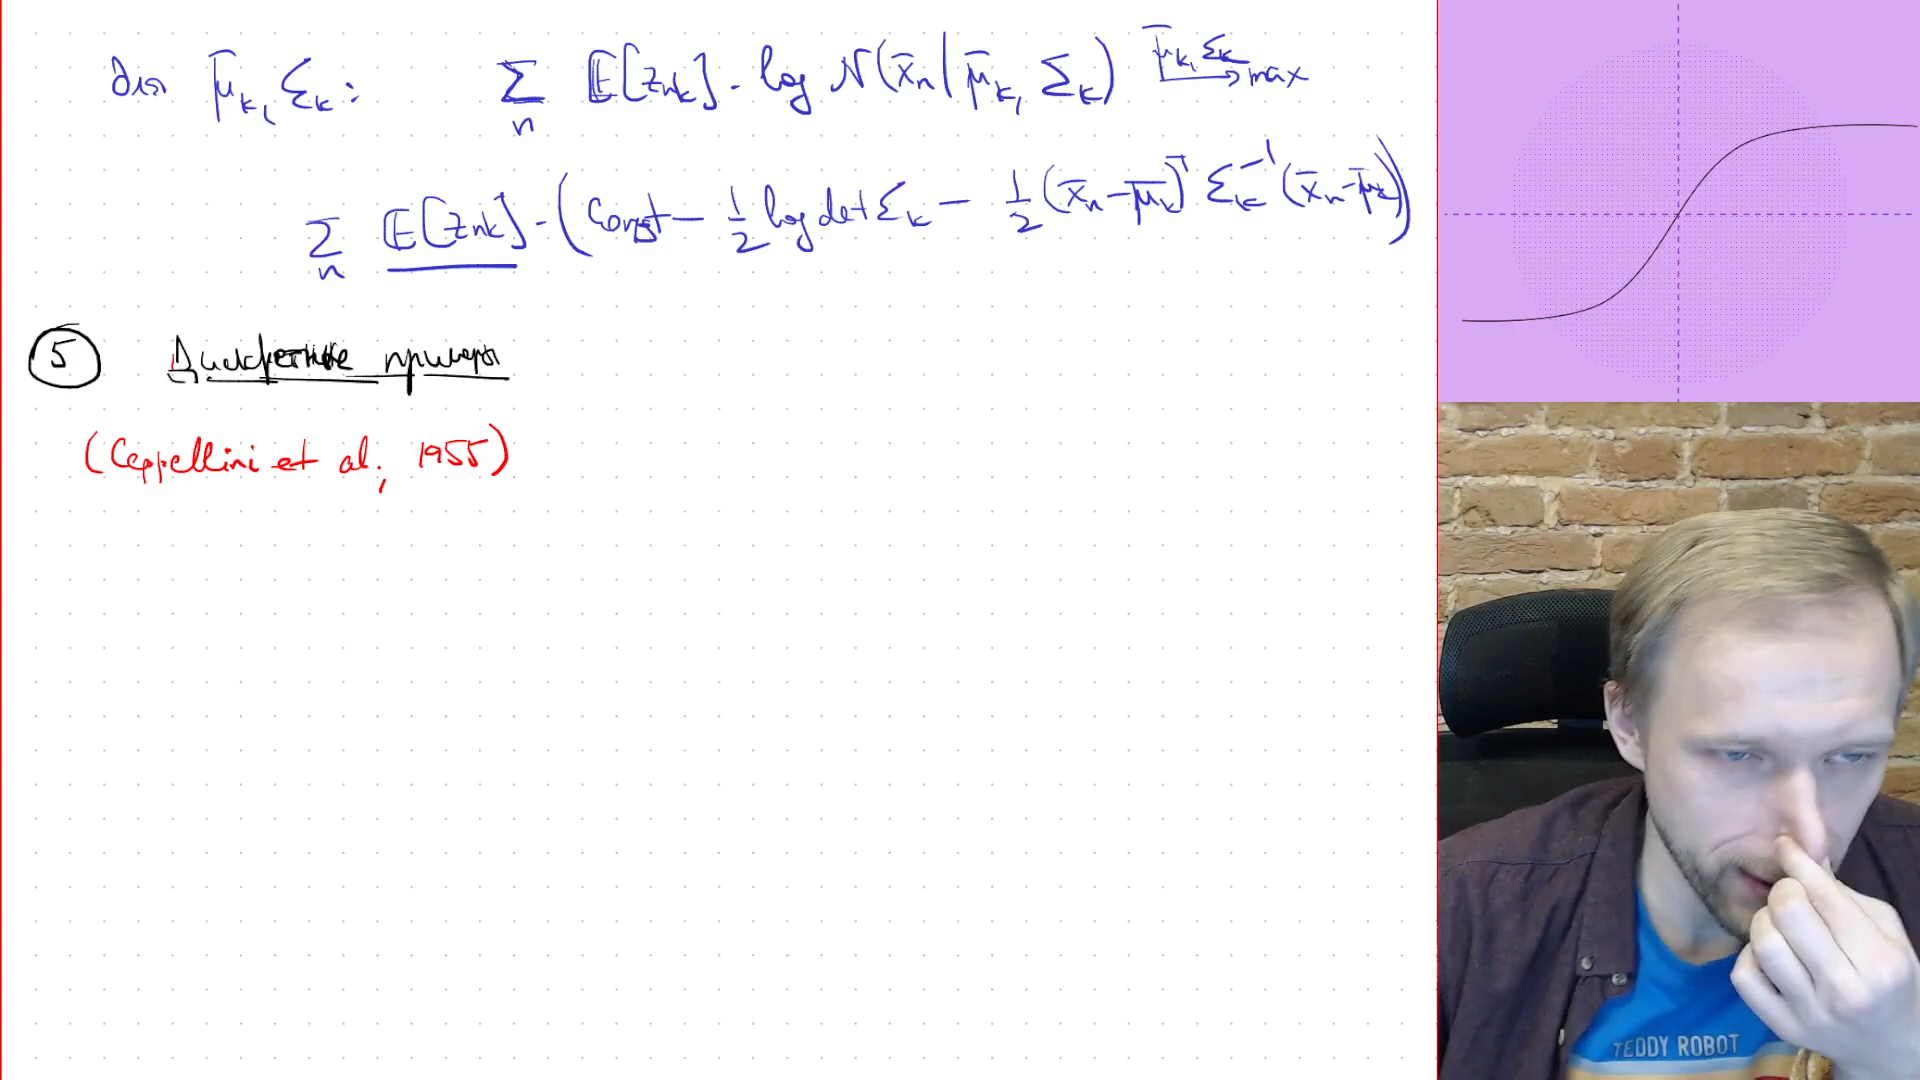 для μ̄ₖ, Σₖ: Σₙ E[zₙₖ] · log N(x̄ₙ | μ̄ₖ, Σₖ) → max μ̄ₖ, Σₖ
Σₙ E[zₙₖ] · (Const − 1/2 log det Σₖ − 1/2 (x̄ₙ − μ̄ₖ)ᵀ Σₖ⁻¹ (x̄ₙ − μ̄ₖ))
5 Дискретные примеры
(Ceppellini et al., 1955)
TEDDY ROBOT